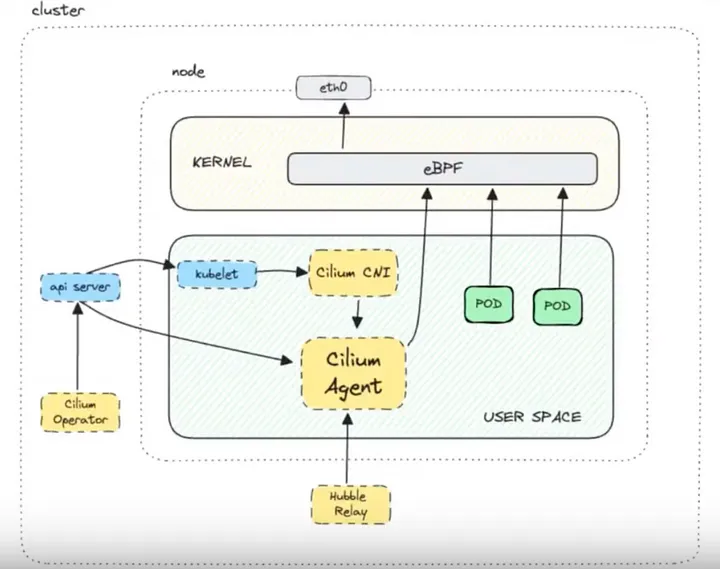 cluster
node
eth0
KERNEL
eBPF
api server
kubelet
Cilium CNI
POD
POD
Cilium
Agent
Cilium
Operator
USER SPACE
Hubble
Relay